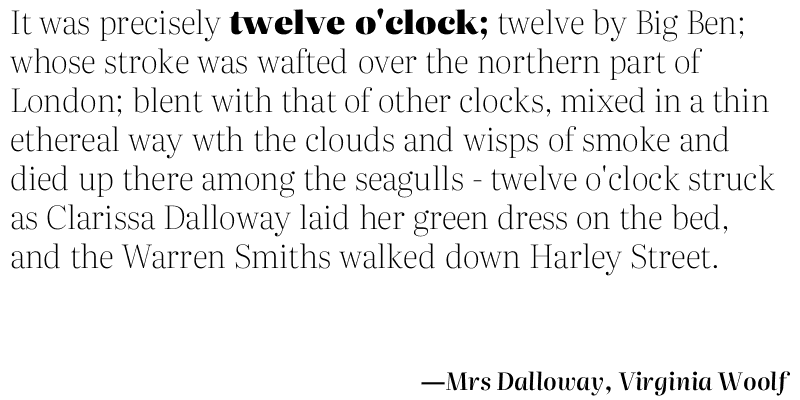 It was precisely twelve o'clock; twelve by Big Ben;
whose stroke was wafted over the northern part of
London; blent with that of other clocks, mixed in a thin
ethereal way wth the clouds and wisps of smoke and
died up there among the seagulls - twelve o'clock struck
as Clarissa Dalloway laid her green dress on the bed,
and the Warren Smiths walked down Harley Street.
—Mrs Dalloway, Virginia Woolf